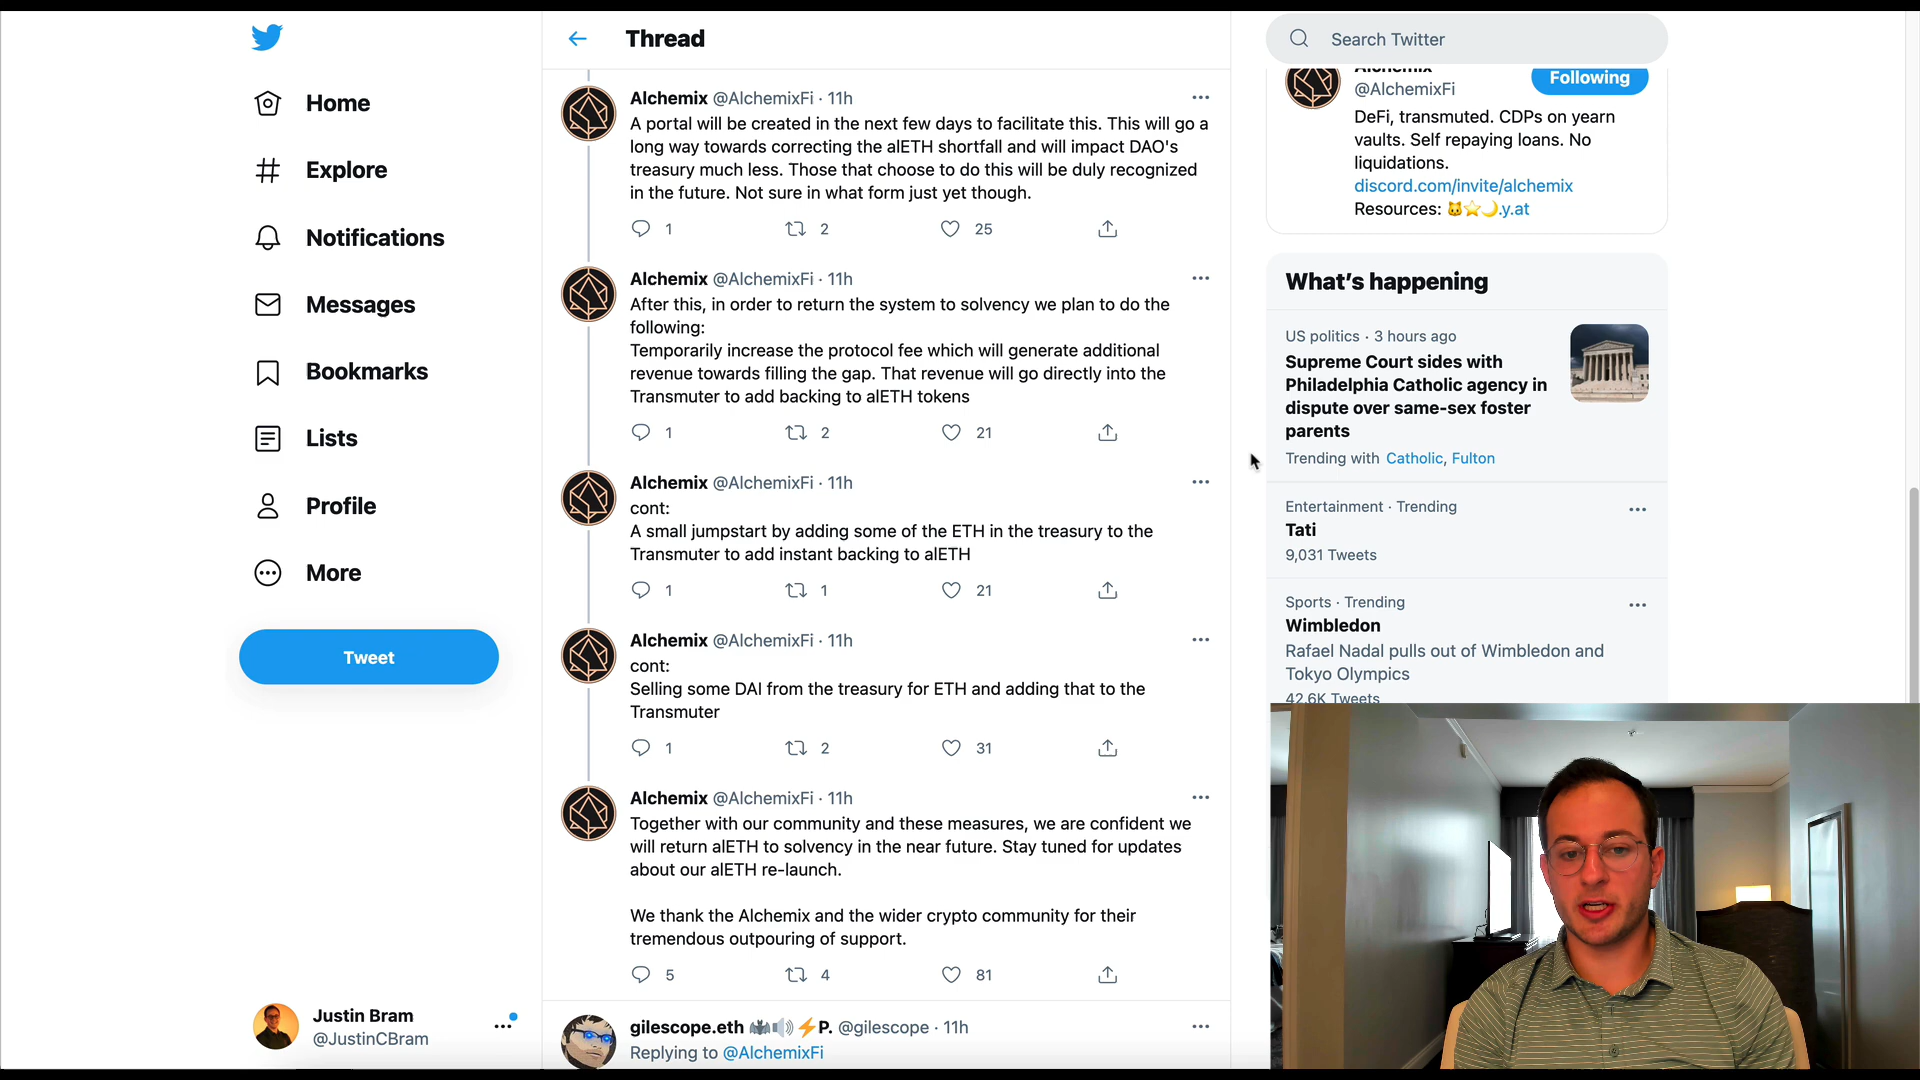 Home
Explore
Notifications
Messages
Bookmarks
Lists
Profile
More
Tweet
Justin Bram
@JustinCBram
Thread
Alchemix @AlchemixFi · 11h
A portal will be created in the next few days to facilitate this. This will go a
long way towards correcting the alETH shortfall and will impact DAO's
treasury much less. Those that choose to do this will be duly recognized
in the future. Not sure in what form just yet though.
1 2 25
Alchemix @AlchemixFi · 11h
After this, in order to return the system to solvency we plan to do the
following:
Temporarily increase the protocol fee which will generate additional
revenue towards filling the gap. That revenue will go directly into the
Transmuter to add backing to alETH tokens
1 2 21
Alchemix @AlchemixFi · 11h
cont:
A small jumpstart by adding some of the ETH in the treasury to the
Transmuter to add instant backing to alETH
1 1 21
Alchemix @AlchemixFi · 11h
cont:
Selling some DAI from the treasury for ETH and adding that to the
Transmuter
1 2 31
Alchemix @AlchemixFi · 11h
Together with our community and these measures, we are confident we
will return alETH to solvency in the near future. Stay tuned for updates
about our alETH re-launch.
We thank the Alchemix and the wider crypto community for their
tremendous outpouring of support.
5 4 81
gilescope.eth 🦇🔊⚡P. @gilescope · 11h
Replying to @AlchemixFi
Search Twitter
Alchemix
@AlchemixFi
Following
DeFi, transmuted. CDPs on yearn
vaults. Self repaying loans. No
liquidations.
discord.com/invite/alchemix
Resources: 🐱⭐🌙.y.at
What's happening
US politics · 3 hours ago
Supreme Court sides with
Philadelphia Catholic agency in
dispute over same-sex foster
parents
Trending with Catholic, Fulton
Entertainment · Trending
Tati
9,031 Tweets
Sports · Trending
Wimbledon
Rafael Nadal pulls out of Wimbledon and
Tokyo Olympics
42.6K Tweets